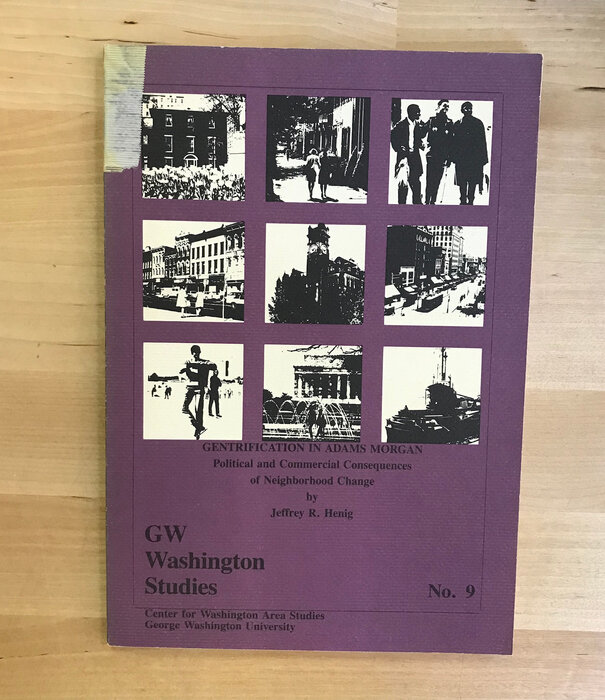 GENTRIFICATION IN ADAMS MORGAN
Political and Commercial Consequences
of Neighborhood Change
by
Jeffrey R. Henig
GW
Washington
Studies
No. 9
Center for Washington Area Studies
George Washington University